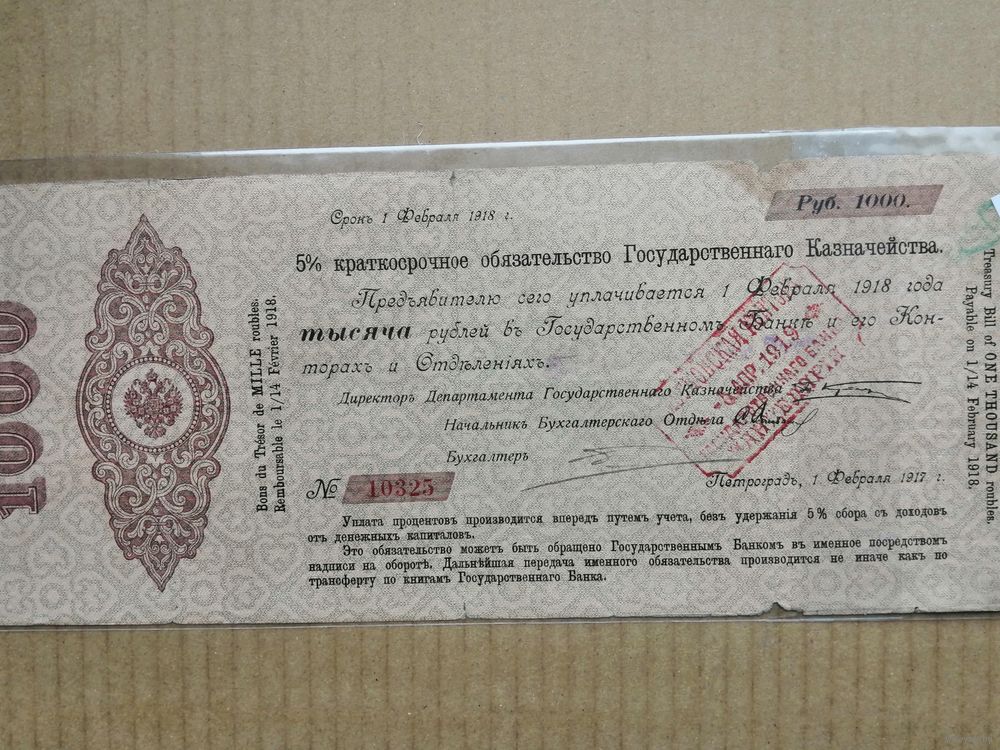 1000
Bons du Trésor de MILLE roubles.
Remboursable le 1/14 Février 1918.
Срокъ 1 Февраля 1918 г.
Руб. 1000.
5% краткосрочное обязательство Государственнаго Казначейства.
Предъявителю сего уплачивается 1 Февраля 1918 года
тысяча рублей въ Государственномъ Банкѣ и его Кон-
торахъ и Отдѣленіяхъ.
Директоръ Департамента Государственнаго Казначейства
Начальникъ Бухгалтерскаго Отдѣла
Бухгалтеръ
№ 10325
Петроградъ, 1 Февраля 1917 г.
Уплата процентовъ производится впередъ путемъ учета, безъ удержанія 5% сбора съ доходовъ
отъ денежныхъ капиталовъ.
Это обязательство можетъ быть обращено Государственнымъ Банкомъ въ именное посредствомъ
надписи на оборотѣ. Дальнѣйшая передача именного обязательства производится не иначе какъ по
трансферту по книгамъ Государственнаго Банка.
1919
Treasury Bill of ONE THOUSAND roubles.
Payable on 1/14 February 1918.